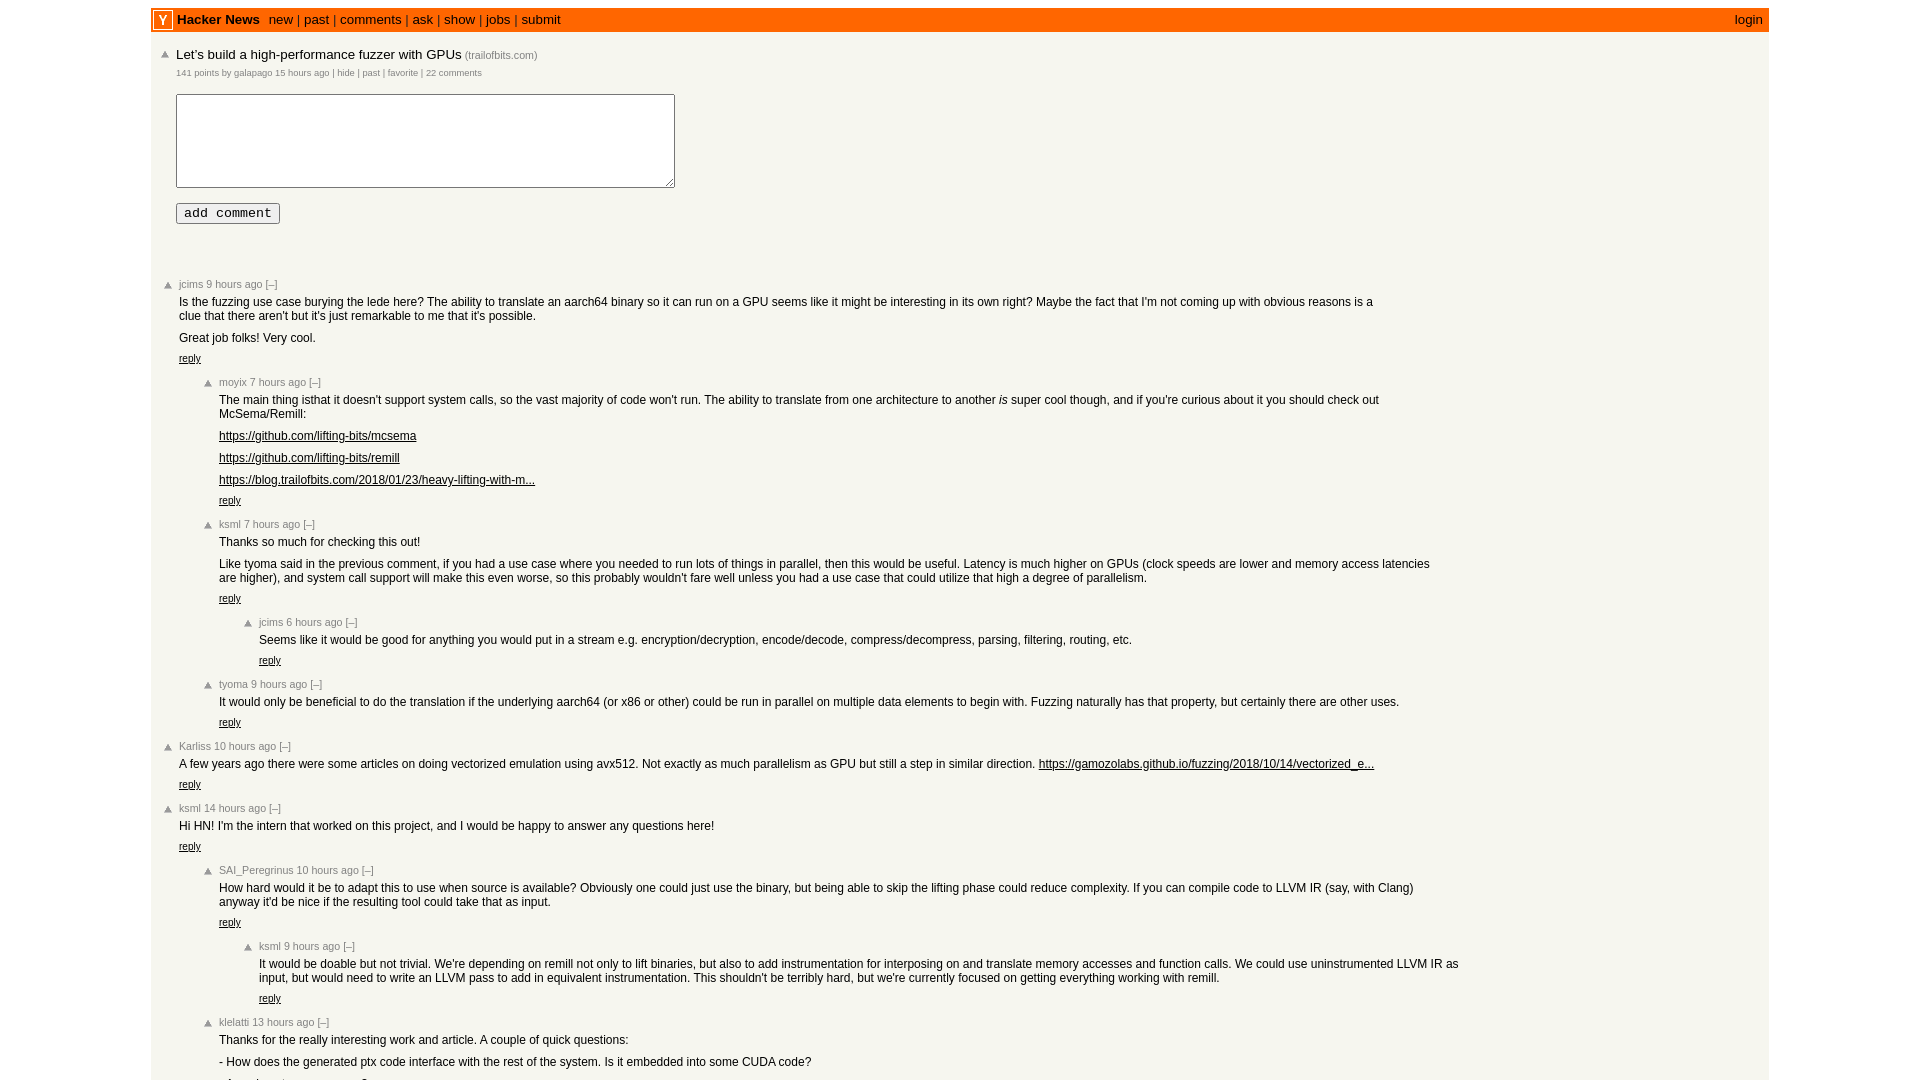 Y Hacker News new | past | comments | ask | show | jobs | submit login
Let's build a high-performance fuzzer with GPUs (trailofbits.com)
141 points by galapago 15 hours ago | hide | past | favorite | 22 comments
add comment
jcims 9 hours ago [–]
Is the fuzzing use case burying the lede here? The ability to translate an aarch64 binary so it can run on a GPU seems like it might be interesting in its own right? Maybe the fact that I'm not coming up with obvious reasons is a
clue that there aren't but it's just remarkable to me that it's possible.
Great job folks! Very cool.
reply
moyix 7 hours ago [–]
The main thing isthat it doesn't support system calls, so the vast majority of code won't run. The ability to translate from one architecture to another is super cool though, and if you're curious about it you should check out
McSema/Remill:
https://github.com/lifting-bits/mcsema
https://github.com/lifting-bits/remill
https://blog.trailofbits.com/2018/01/23/heavy-lifting-with-m...
reply
ksml 7 hours ago [–]
Thanks so much for checking this out!
Like tyoma said in the previous comment, if you had a use case where you needed to run lots of things in parallel, then this would be useful. Latency is much higher on GPUs (clock speeds are lower and memory access latencies
are higher), and system call support will make this even worse, so this probably wouldn't fare well unless you had a use case that could utilize that high a degree of parallelism.
reply
jcims 6 hours ago [–]
Seems like it would be good for anything you would put in a stream e.g. encryption/decryption, encode/decode, compress/decompress, parsing, filtering, routing, etc.
reply
tyoma 9 hours ago [–]
It would only be beneficial to do the translation if the underlying aarch64 (or x86 or other) could be run in parallel on multiple data elements to begin with. Fuzzing naturally has that property, but certainly there are other uses.
reply
Karliss 10 hours ago [–]
A few years ago there were some articles on doing vectorized emulation using avx512. Not exactly as much parallelism as GPU but still a step in similar direction. https://gamozolabs.github.io/fuzzing/2018/10/14/vectorized_e...
reply
ksml 14 hours ago [–]
Hi HN! I'm the intern that worked on this project, and I would be happy to answer any questions here!
reply
SAI_Peregrinus 10 hours ago [–]
How hard would it be to adapt this to use when source is available? Obviously one could just use the binary, but being able to skip the lifting phase could reduce complexity. If you can compile code to LLVM IR (say, with Clang)
anyway it'd be nice if the resulting tool could take that as input.
reply
ksml 9 hours ago [–]
It would be doable but not trivial. We're depending on remill not only to lift binaries, but also to add instrumentation for interposing on and translate memory accesses and function calls. We could use uninstrumented LLVM IR as
input, but would need to write an LLVM pass to add in equivalent instrumentation. This shouldn't be terribly hard, but we're currently focused on getting everything working with remill.
reply
klelatti 13 hours ago [–]
Thanks for the really interesting work and article. A couple of quick questions:
- How does the generated ptx code interface with the rest of the system. Is it embedded into some CUDA code?